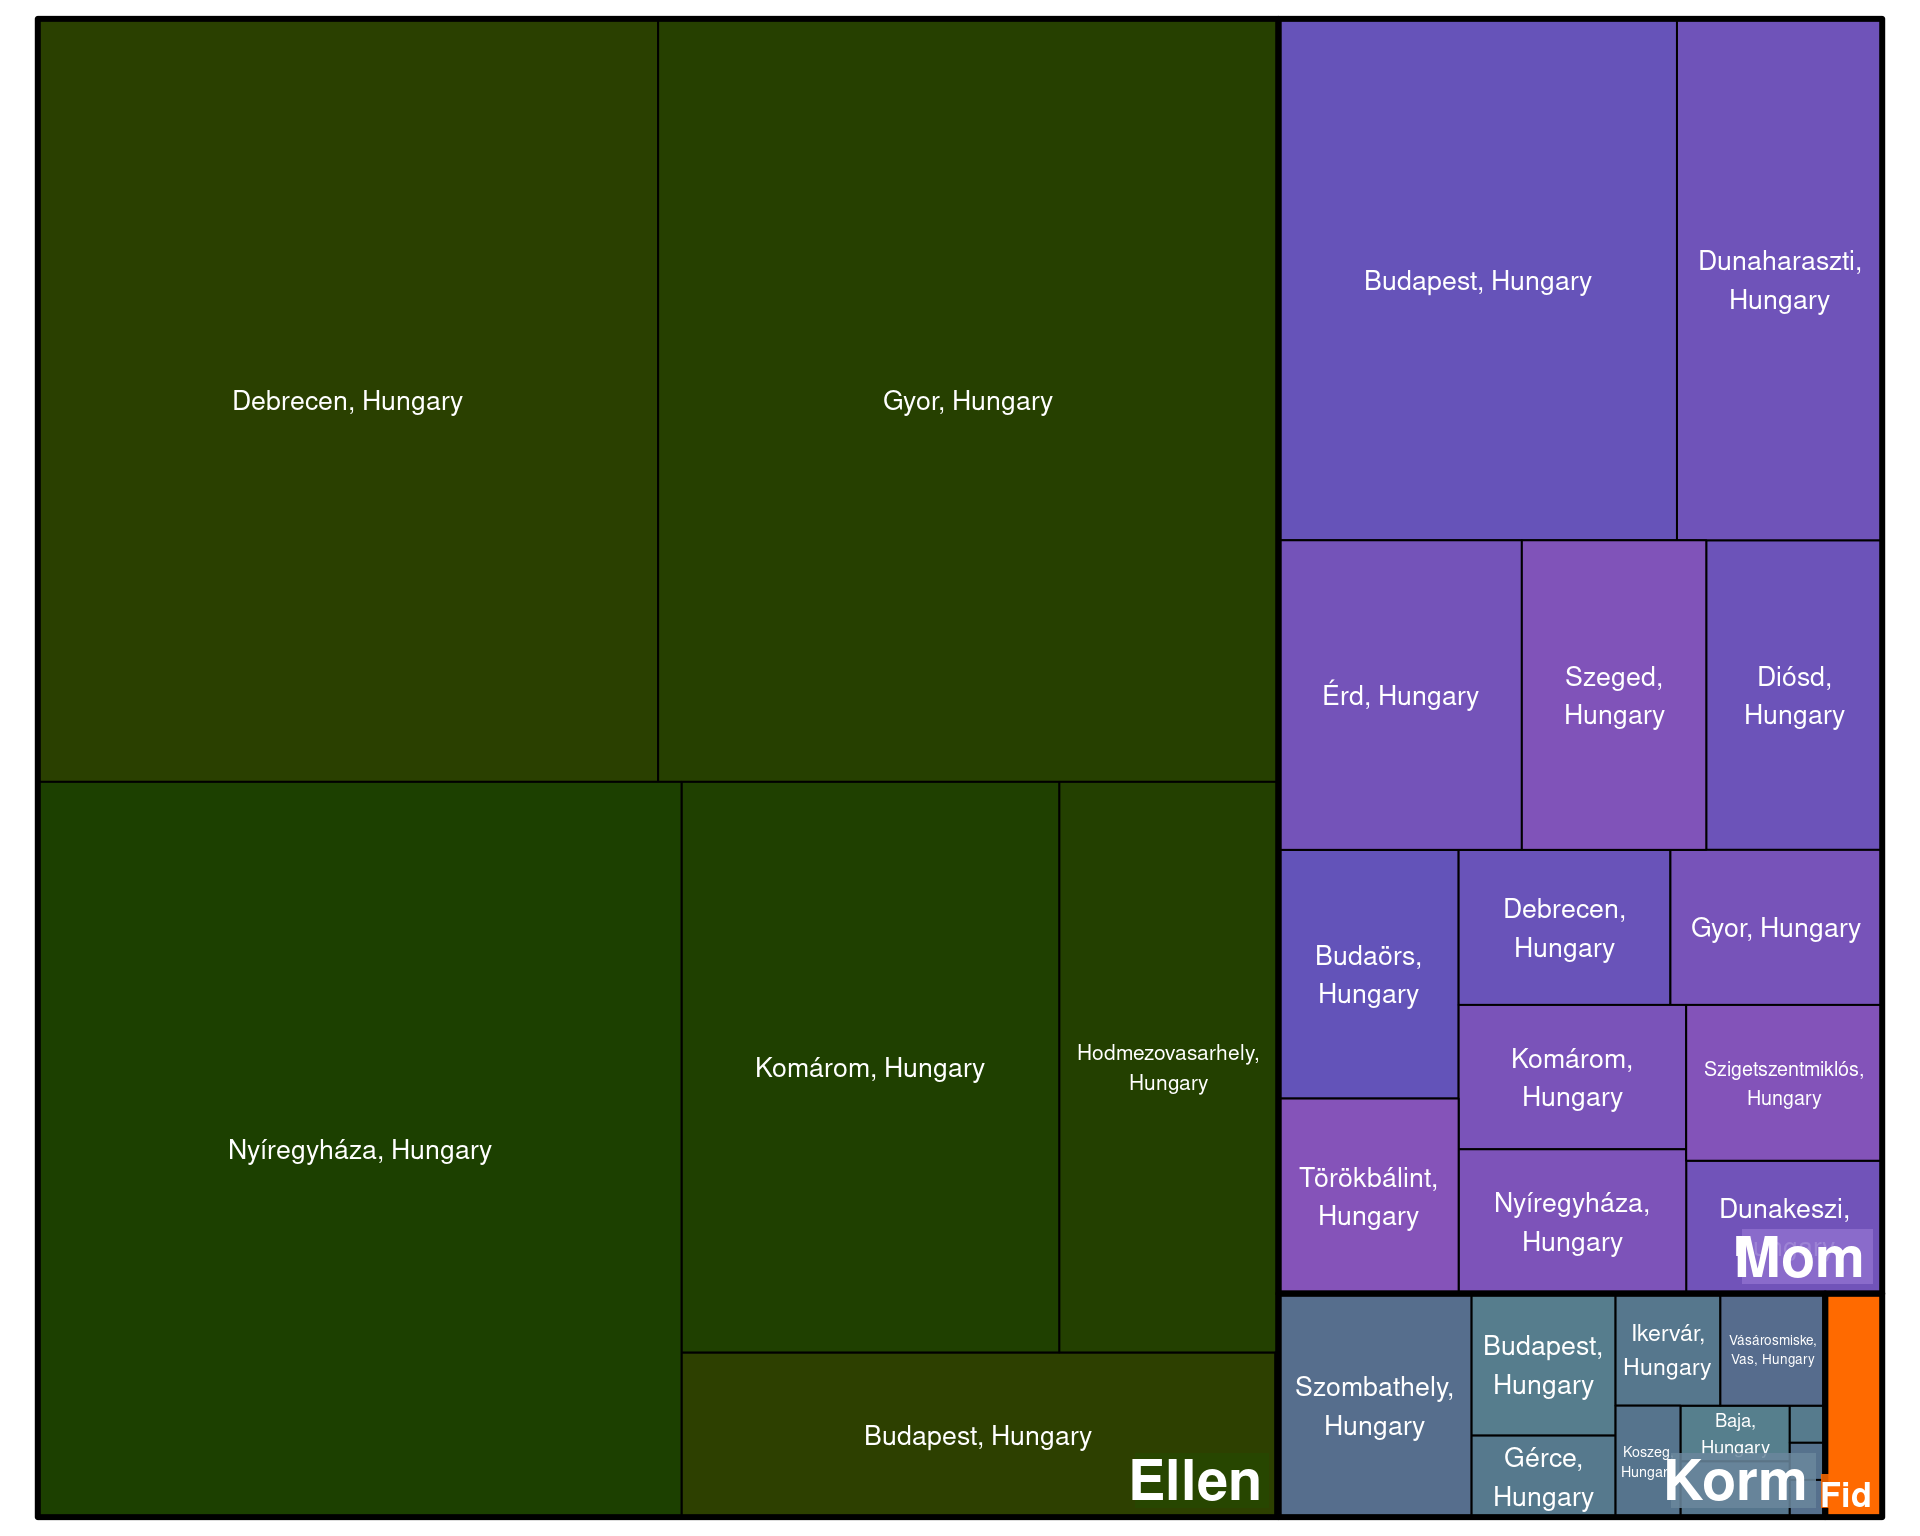 Debrecen, Hungary
Gyor, Hungary
Nyíregyháza, Hungary
Komárom, Hungary
Hodmezovasarhely,
Hungary
Budapest, Hungary
Ellen
Budapest, Hungary
Dunaharaszti,
Hungary
Érd, Hungary
Szeged,
Hungary
Diósd,
Hungary
Budaörs,
Hungary
Debrecen,
Hungary
Gyor, Hungary
Törökbálint,
Hungary
Komárom,
Hungary
Szigetszentmiklós,
Hungary
Nyíregyháza,
Hungary
Dunakeszi,
Mom
Szombathely,
Hungary
Budapest,
Hungary
Gérce,
Hungary
Ikervár,
Hungary
Vásárosmiske,
Vas, Hungary
Koszeg
Baja,
Hungary
Korm
Fid